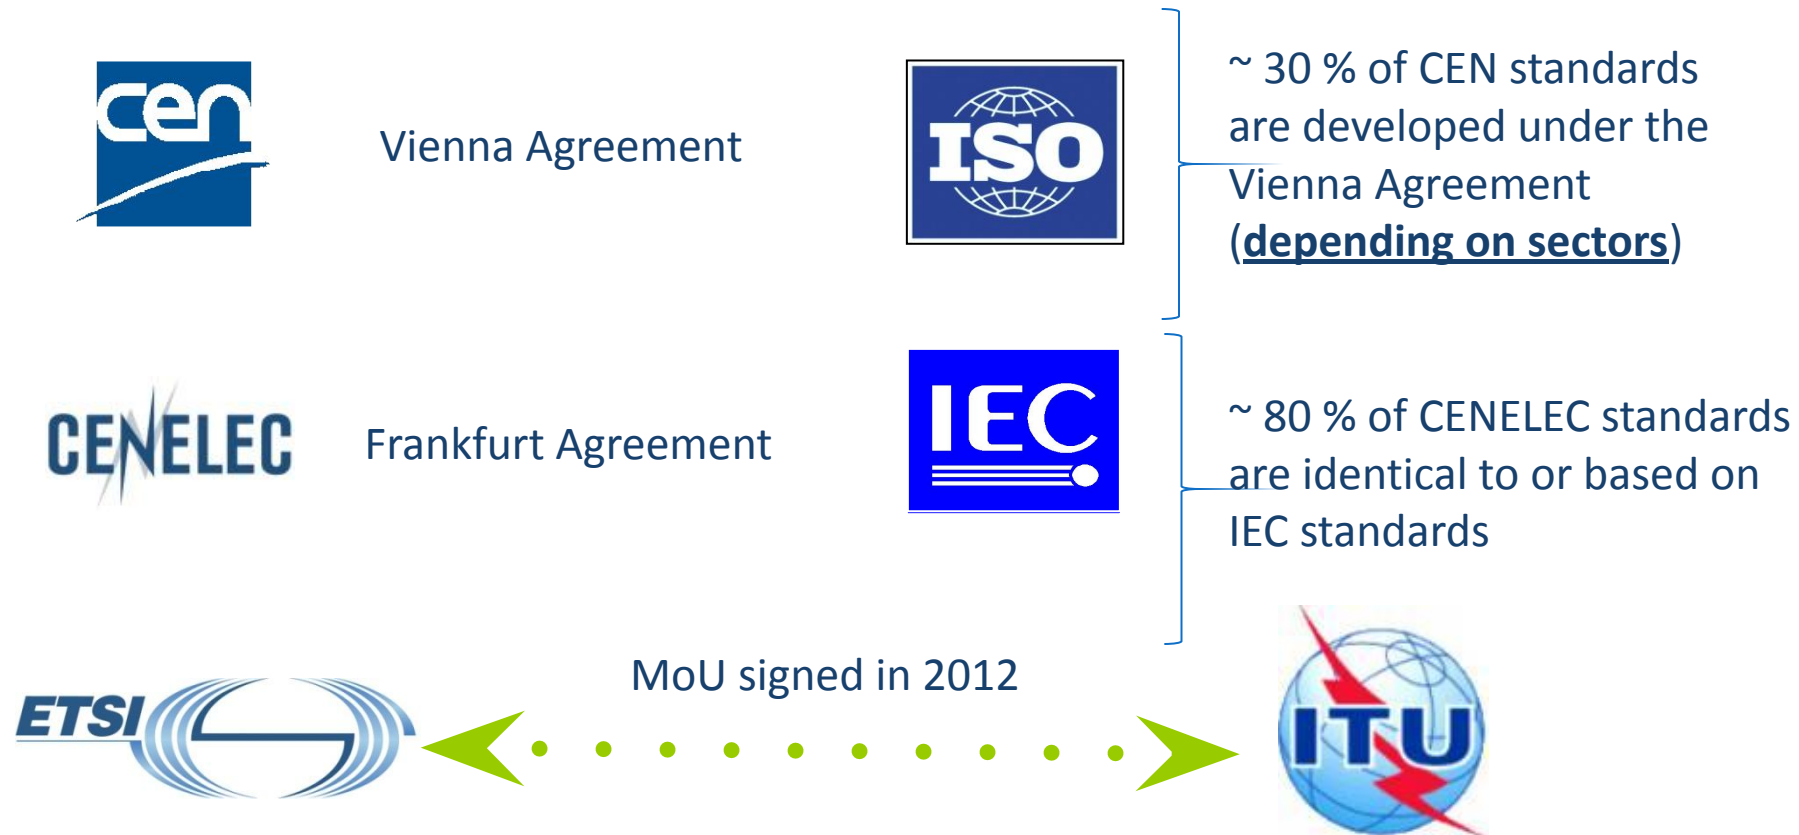 cen
Vienna Agreement
ISO
~ 30 % of CEN standards
are developed under the
Vienna Agreement
(depending on sectors)
CENELEC
Frankfurt Agreement
IEC
~ 80 % of CENELEC standards
are identical to or based on
IEC standards
MoU signed in 2012
ETSI
ITU